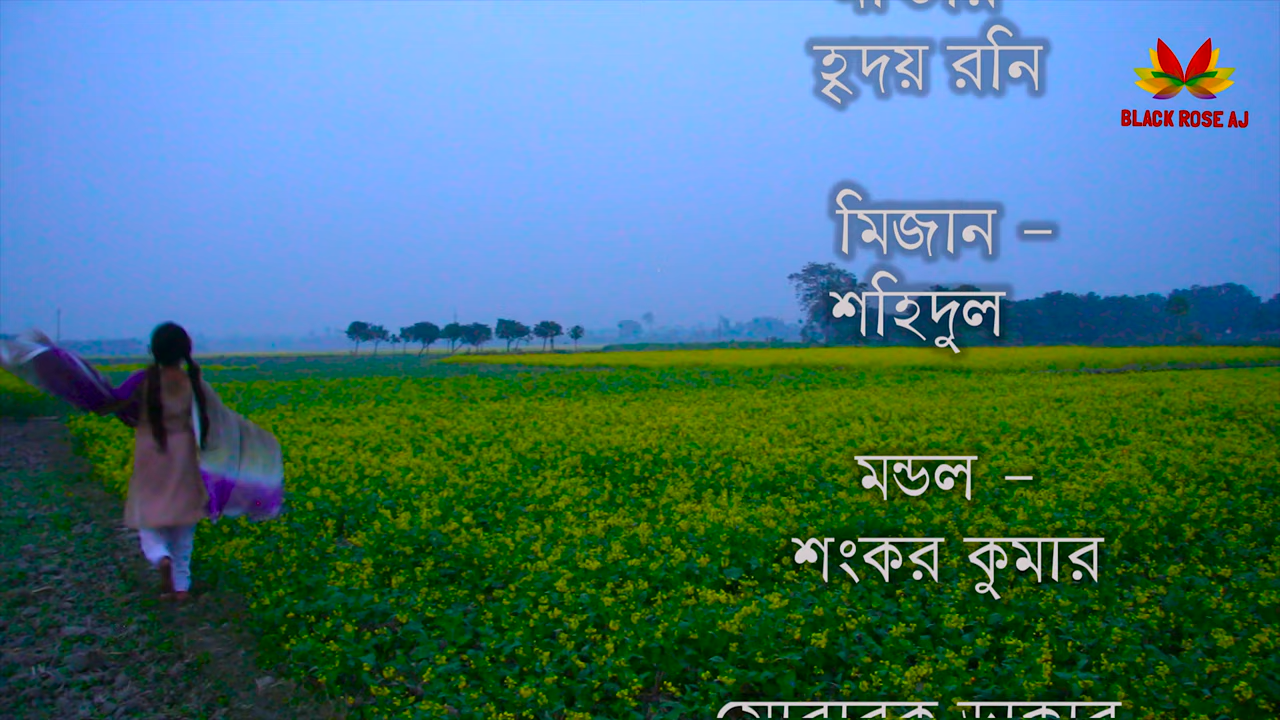 হৃদয় রনি
BLACK ROSE AJ
মিজান –
শহিদুল
মন্ডল –
শংকর কুমার